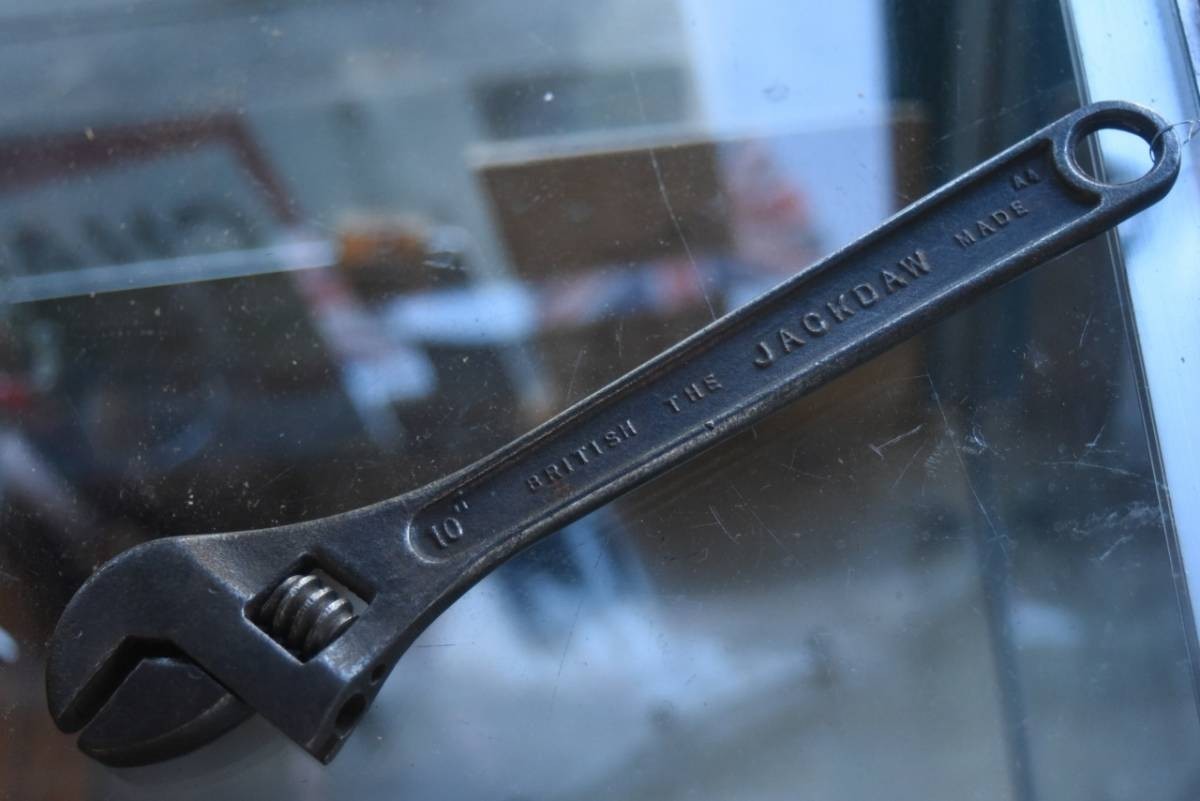 10" BRITISH THE JACKDAW MADE A4